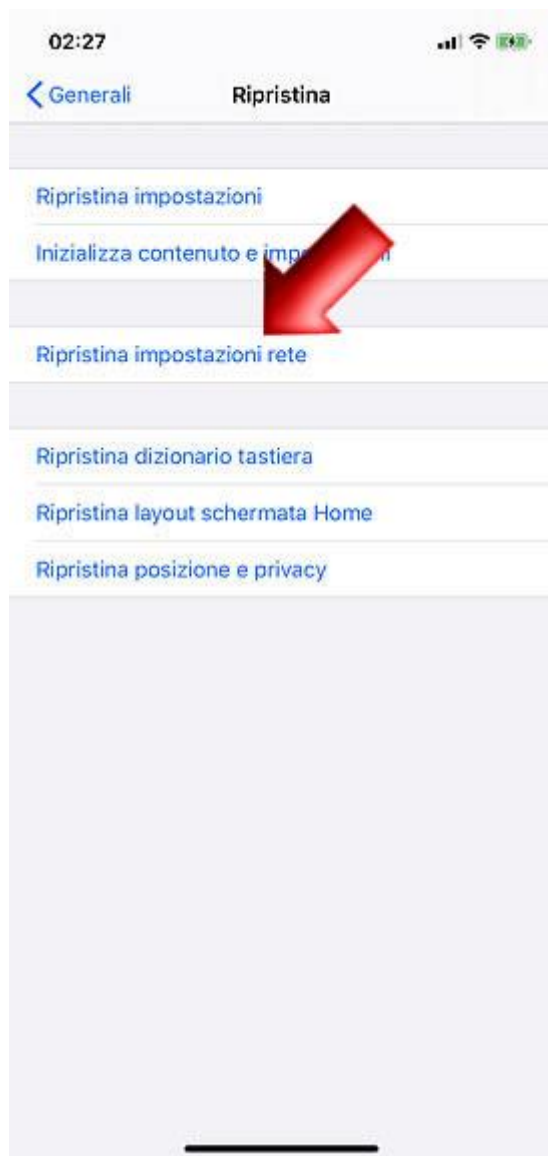 02:27
Generali
Ripristina
Ripristina impostazioni
Inizializza contenuto e
Ripristina impostazioni rete
Ripristina dizionario tastiera
Ripristina layout schermata Home
Ripristina posizione e privacy